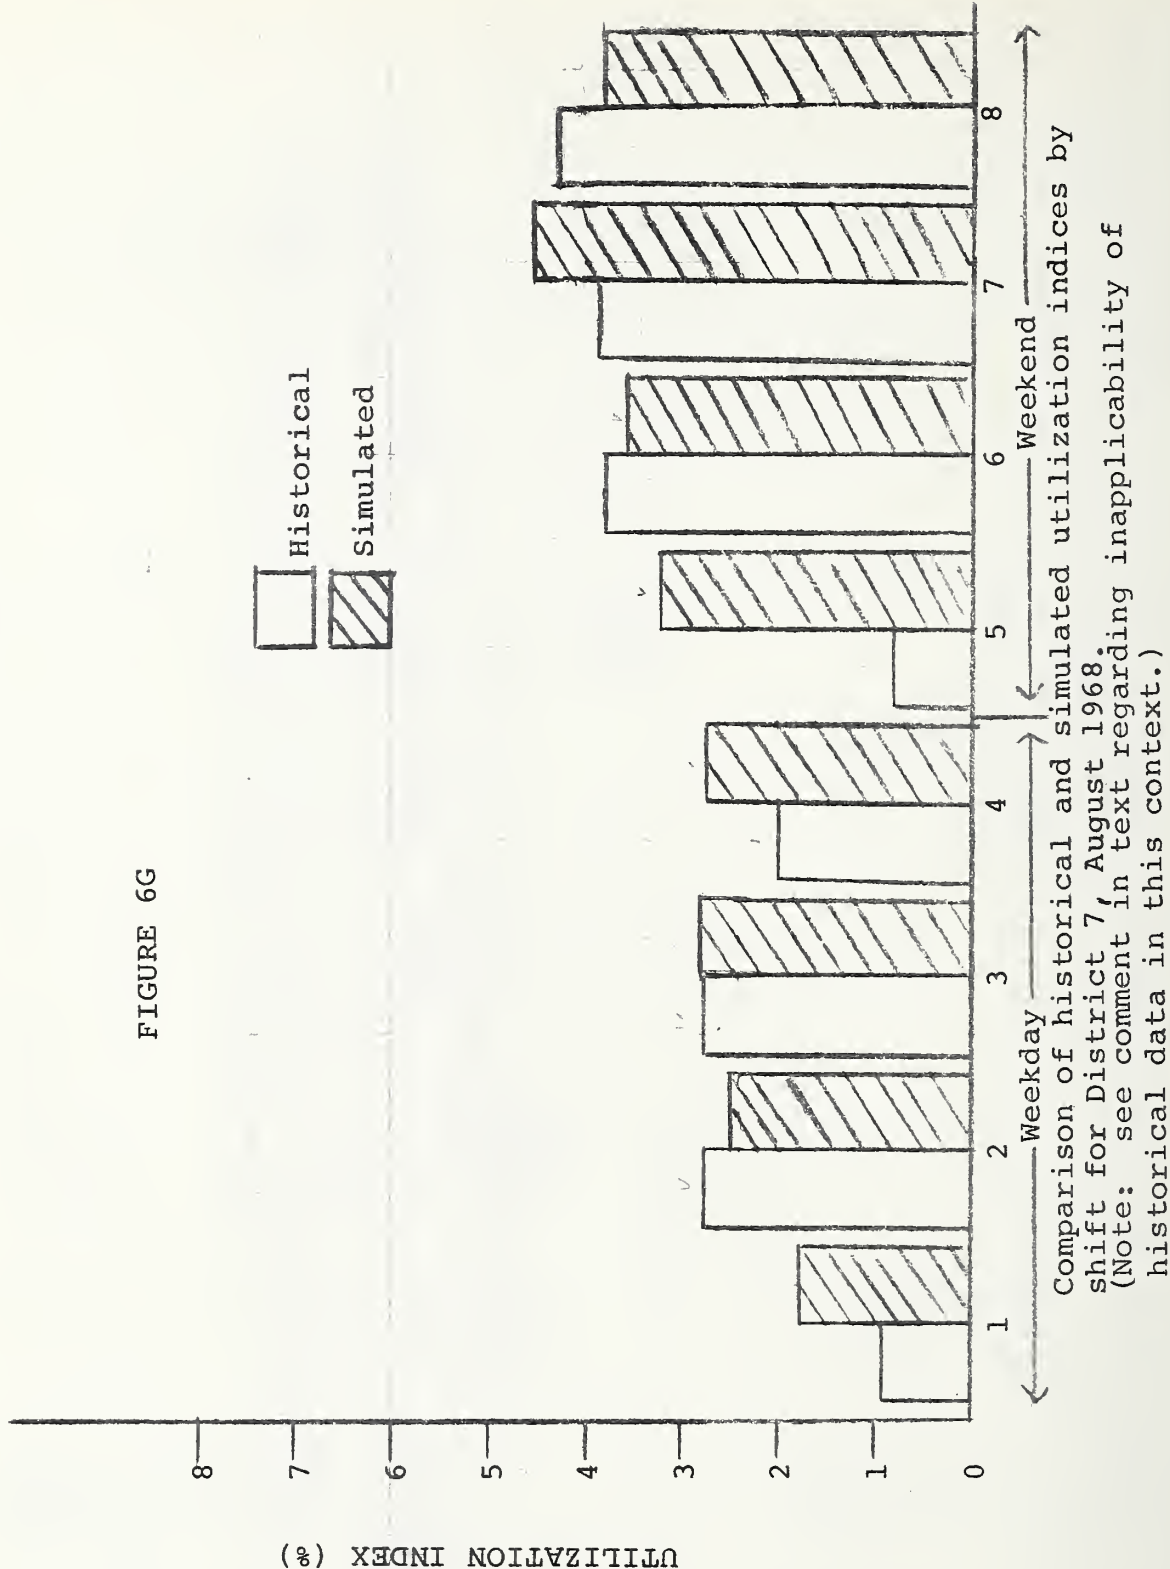 FIGURE 6G
Historical
Simulated
UTILIZATION INDEX (%)
8
7
6
5
4
3
2
1
0
1
2
3
4
5
6
7
8
Weekday
Weekend
Comparison of historical and simulated utilization indices by
shift for District 7, August 1968.
(Note: see comment in text regarding inapplicability of
historical data in this context.)